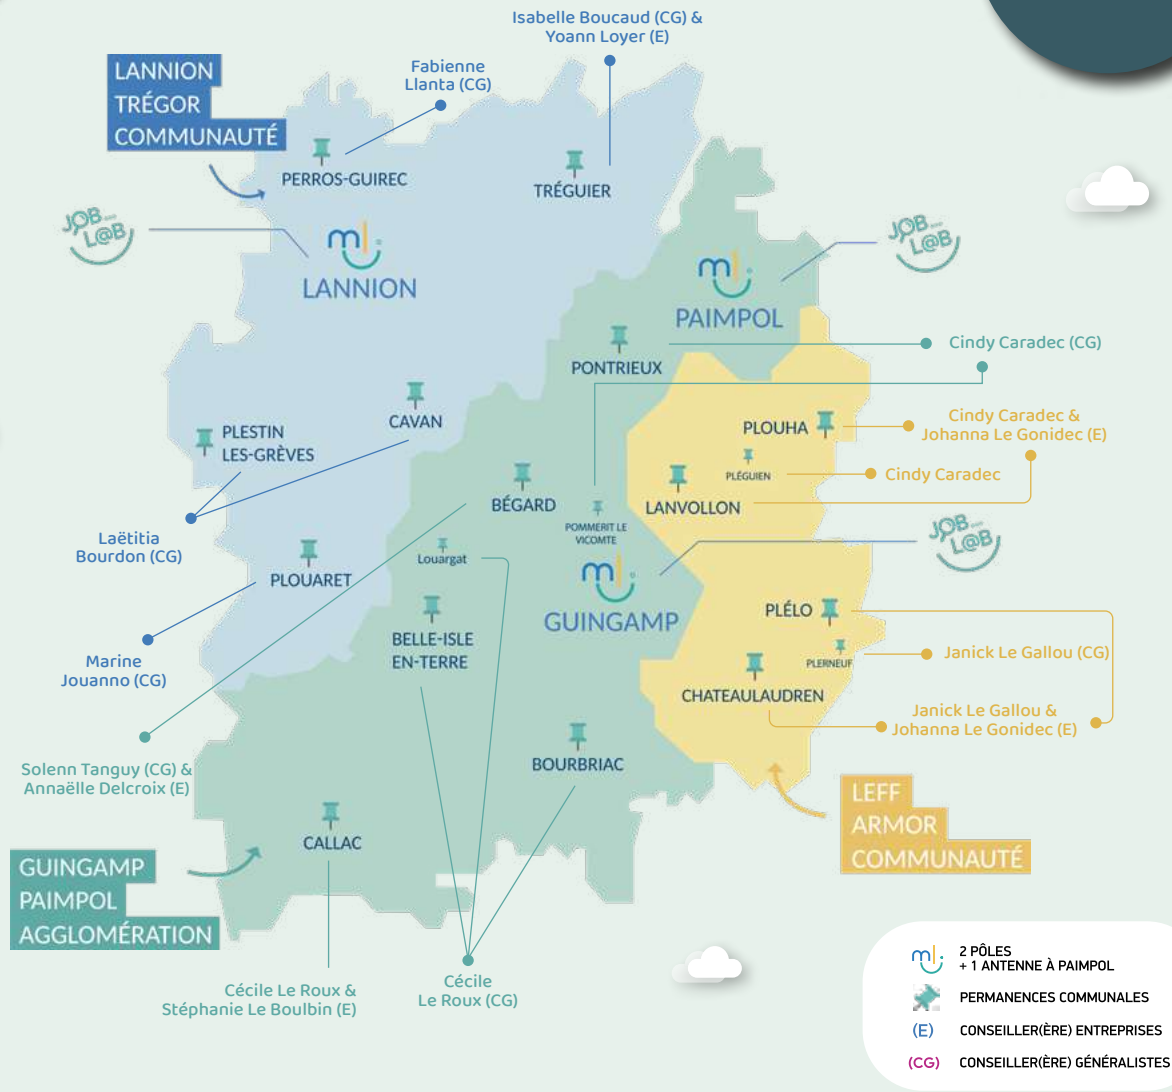 Isabelle Boucaud (CG) &
Yoann Loyer (E)
Fabienne
Llanta (CG)
LANNION
TRÉGOR
COMMUNAUTÉ
PERROS-GUIREC
TRÉGUIER
JOB
L@B
ml
LANNION
JOB
L@B
ml
PAIMPOL
PONTRIEUX
Cindy Caradec (CG)
CAVAN
PLESTIN
LES-GRÈVES
PLOUHA
Cindy Caradec &
Johanna Le Gonidec (E)
PLÉGUIEN
Cindy Caradec
LANVOLLON
BÉGARD
POMMERIT LE
VICOMTE
Laëtitia
Bourdon (CG)
JOB
L@B
Louargat
PLOUARET
ml
GUINGAMP
BELLE-ISLE
EN-TERRE
PLÉLO
PLERNEUF
Janick Le Gallou (CG)
Marine
Jouanno (CG)
CHATEAULAUDREN
Janick Le Gallou &
Johanna Le Gonidec (E)
Solenn Tanguy (CG) &
Annaëlle Delcroix (E)
BOURBRIAC
LEFF
ARMOR
COMMUNAUTÉ
CALLAC
GUINGAMP
PAIMPOL
AGGLOMÉRATION
Cécile Le Roux &
Stéphanie Le Boulbin (E)
Cécile
Le Roux (CG)
ml
2 PÔLES
+ 1 ANTENNE À PAIMPOL
PERMANENCES COMMUNALES
(E) CONSEILLER(ÈRE) ENTREPRISES
(CG) CONSEILLER(ÈRE) GÉNÉRALISTES